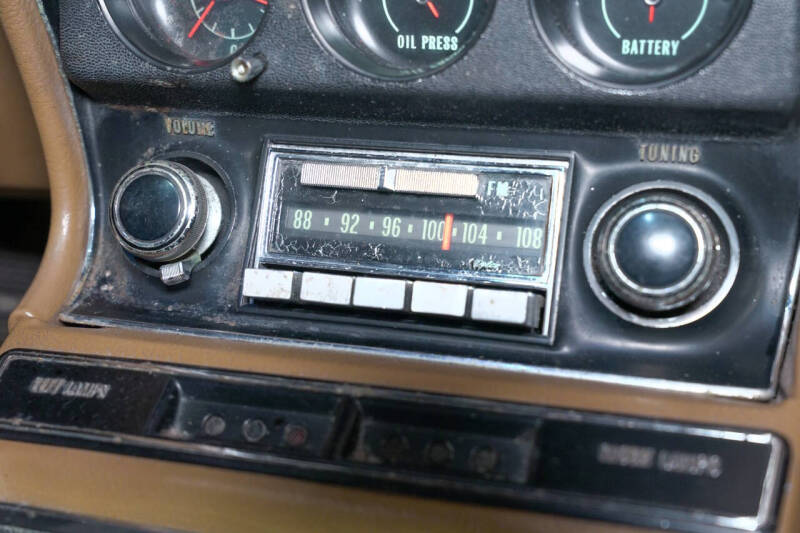 OIL PRESS
BATTERY
VOLUME
TUNING
FM
88 92 96 100 104 108